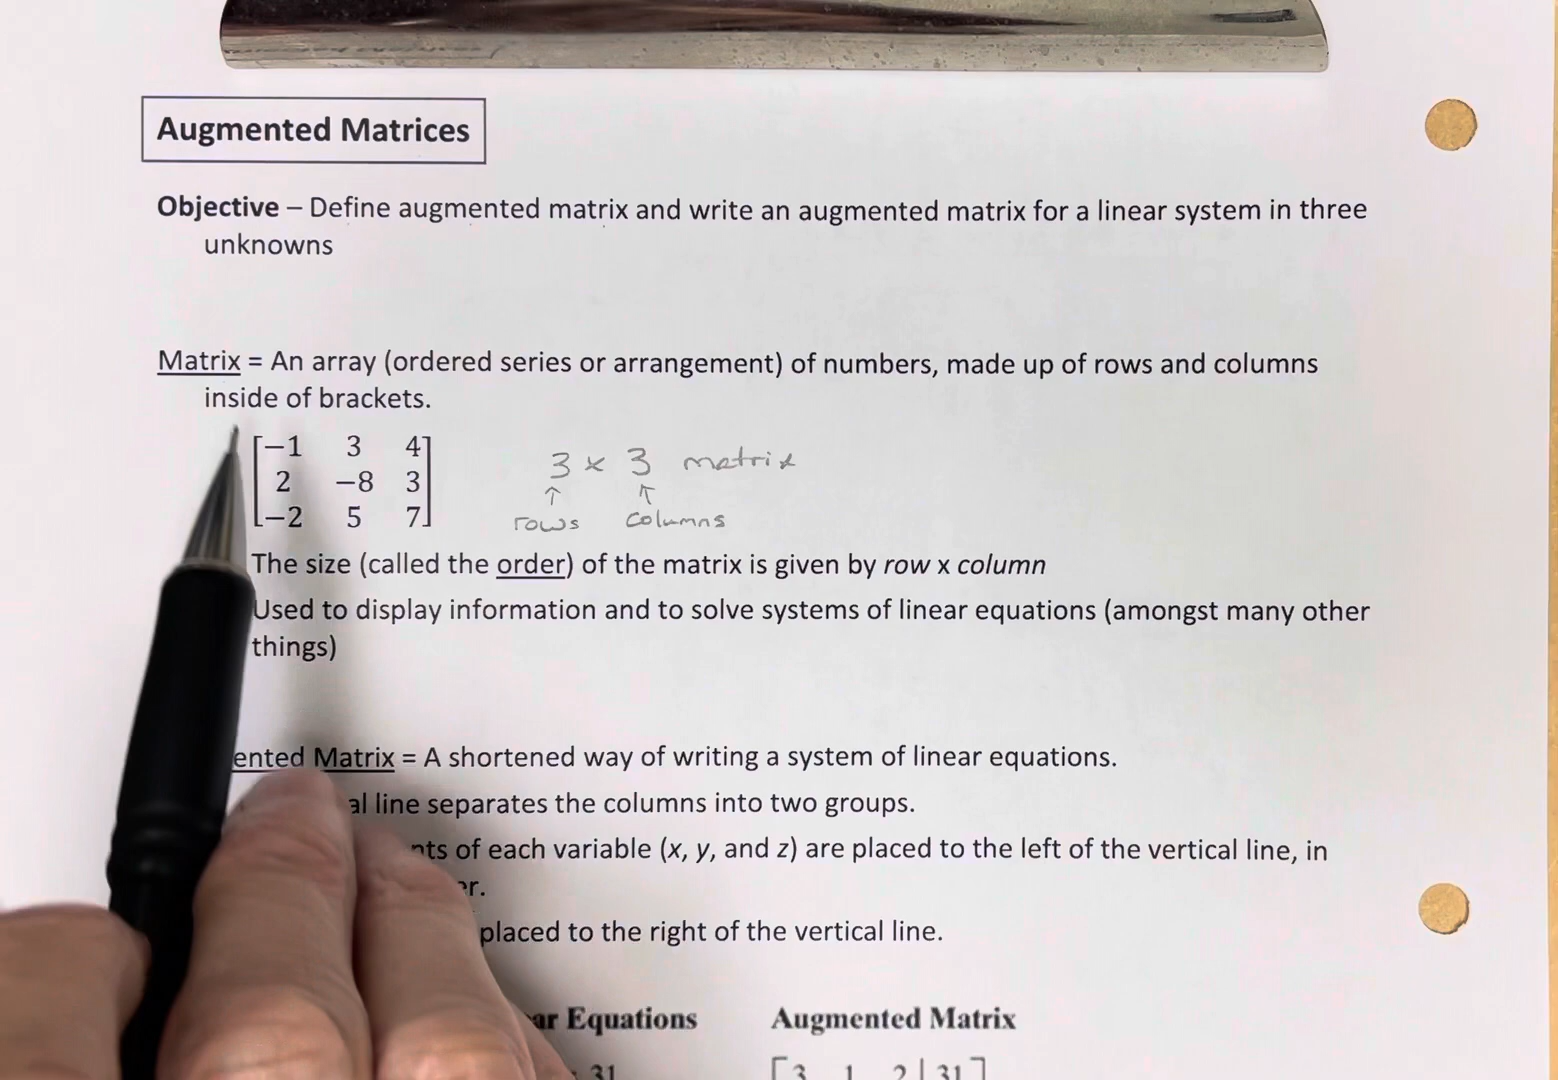 Augmented Matrices
Objective – Define augmented matrix and write an augmented matrix for a linear system in three
unknowns
Matrix = An array (ordered series or arrangement) of numbers, made up of rows and columns
inside of brackets.
[−1 3 4]
[2 −8 3]
[−2 5 7]
3 x 3 matrix
↑ ↑
rows columns
The size (called the order) of the matrix is given by row x column
Used to display information and to solve systems of linear equations (amongst many other
things)
Matrix = A shortened way of writing a system of linear equations.
line separates the columns into two groups.
of each variable (x, y, and z) are placed to the left of the vertical line, in
placed to the right of the vertical line.
Equations Augmented Matrix
31 [3 1 2 | 31]